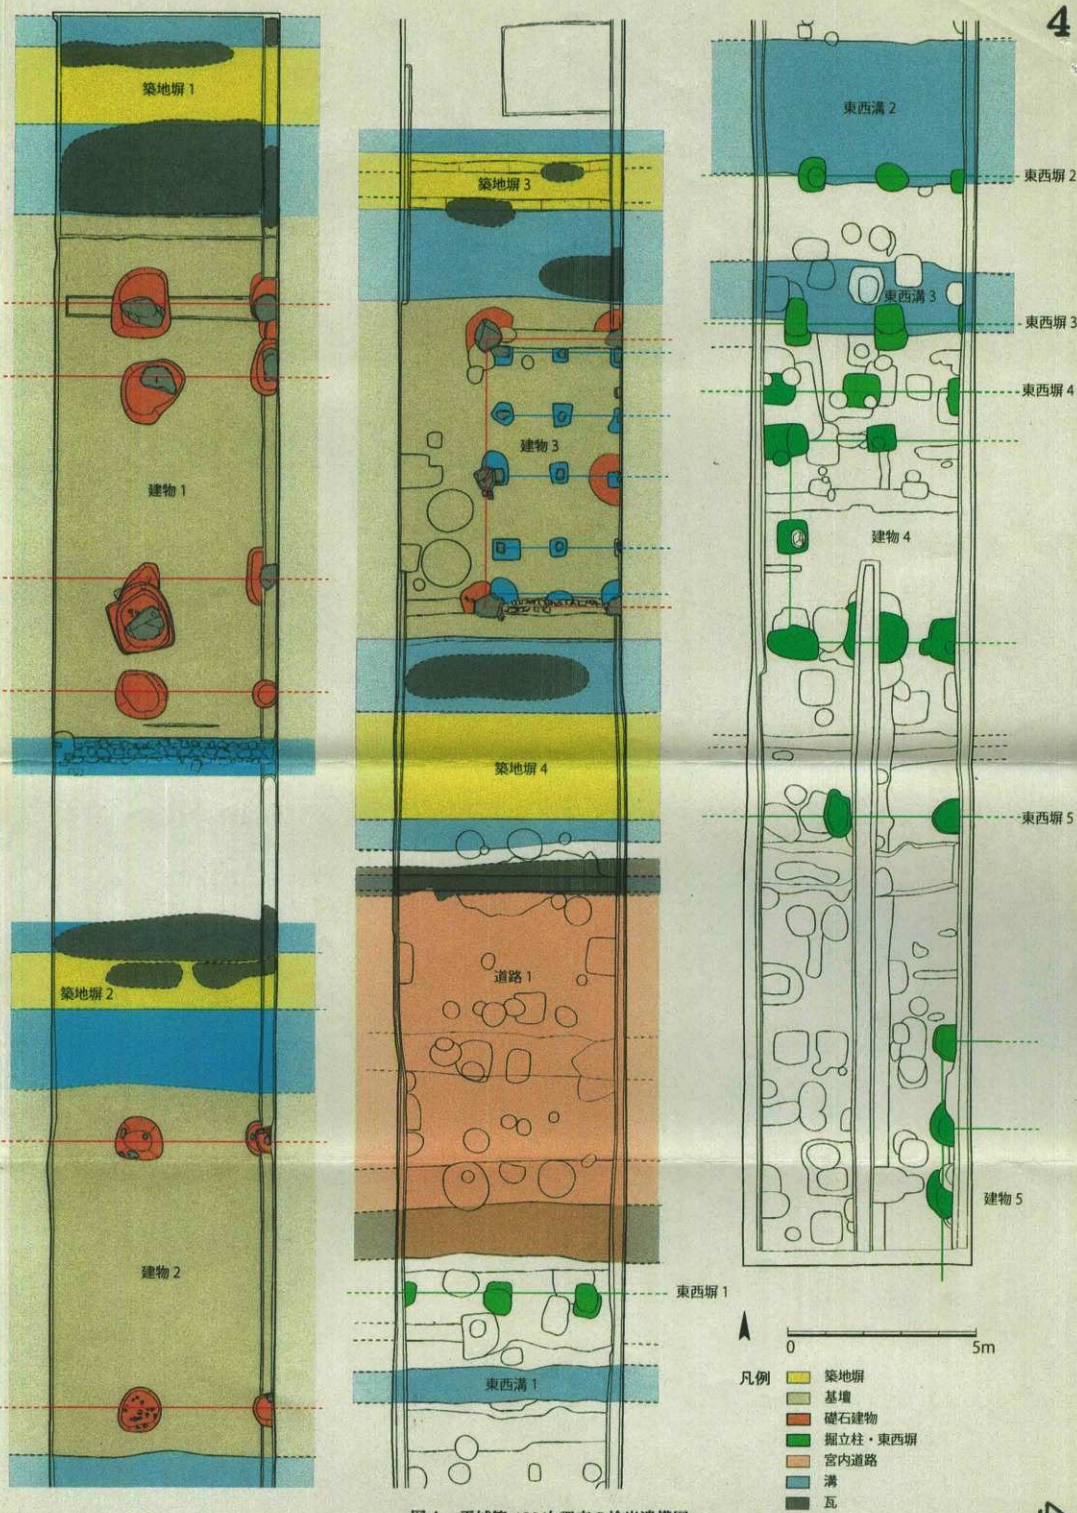 4
築地塀 1
建物 1
築地塀 2
建物 2
築地塀 3
建物 3
築地塀 4
道路 1
東西塀 1
東西溝 1
東西溝 2
東西塀 2
東西溝 3
東西塀 3
東西塀 4
建物 4
東西塀 5
建物 5
0 5m
凡例
築地塀
基壇
礎石建物
掘立柱・東西塀
宮内道路
溝
瓦